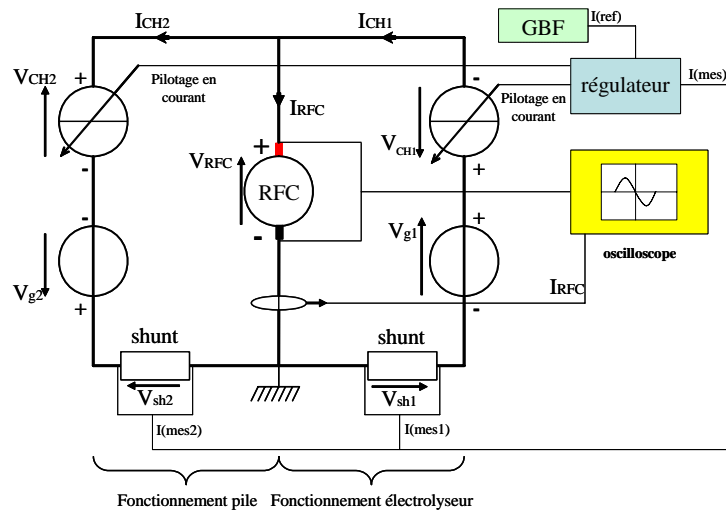 ICH2
ICH1
GBF
I(ref)
I(mes)
VCH2
+
-
Pilotage en
courant
Pilotage en
courant
régulateur
IRFC
+
VRFC
RFC
-
VCH1
-
+
-
+
Vg1
Vg2
+
-
oscilloscope
IRFC
shunt
shunt
Vsh2
Vsh1
I(mes2)
I(mes1)
Fonctionnement pile
Fonctionnement électrolyseur